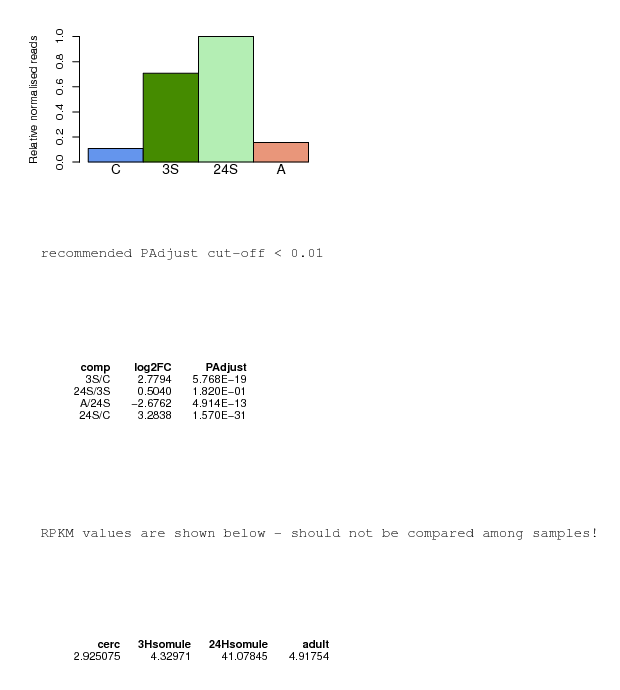 Relative normalised reads
1.0
0.8
0.6
0.4
0.2
0.0
C 3S 24S A
recommended PAdjust cut-off < 0.01
comp log2FC PAdjust
3S/C 2.7794 5.768E-19
24S/3S 0.5040 1.820E-01
A/24S -2.6762 4.914E-13
24S/C 3.2838 1.570E-31
RPKM values are shown below - should not be compared among samples!
cerc 3Hsomule 24Hsomule adult
2.925075 4.32971 41.07845 4.91754